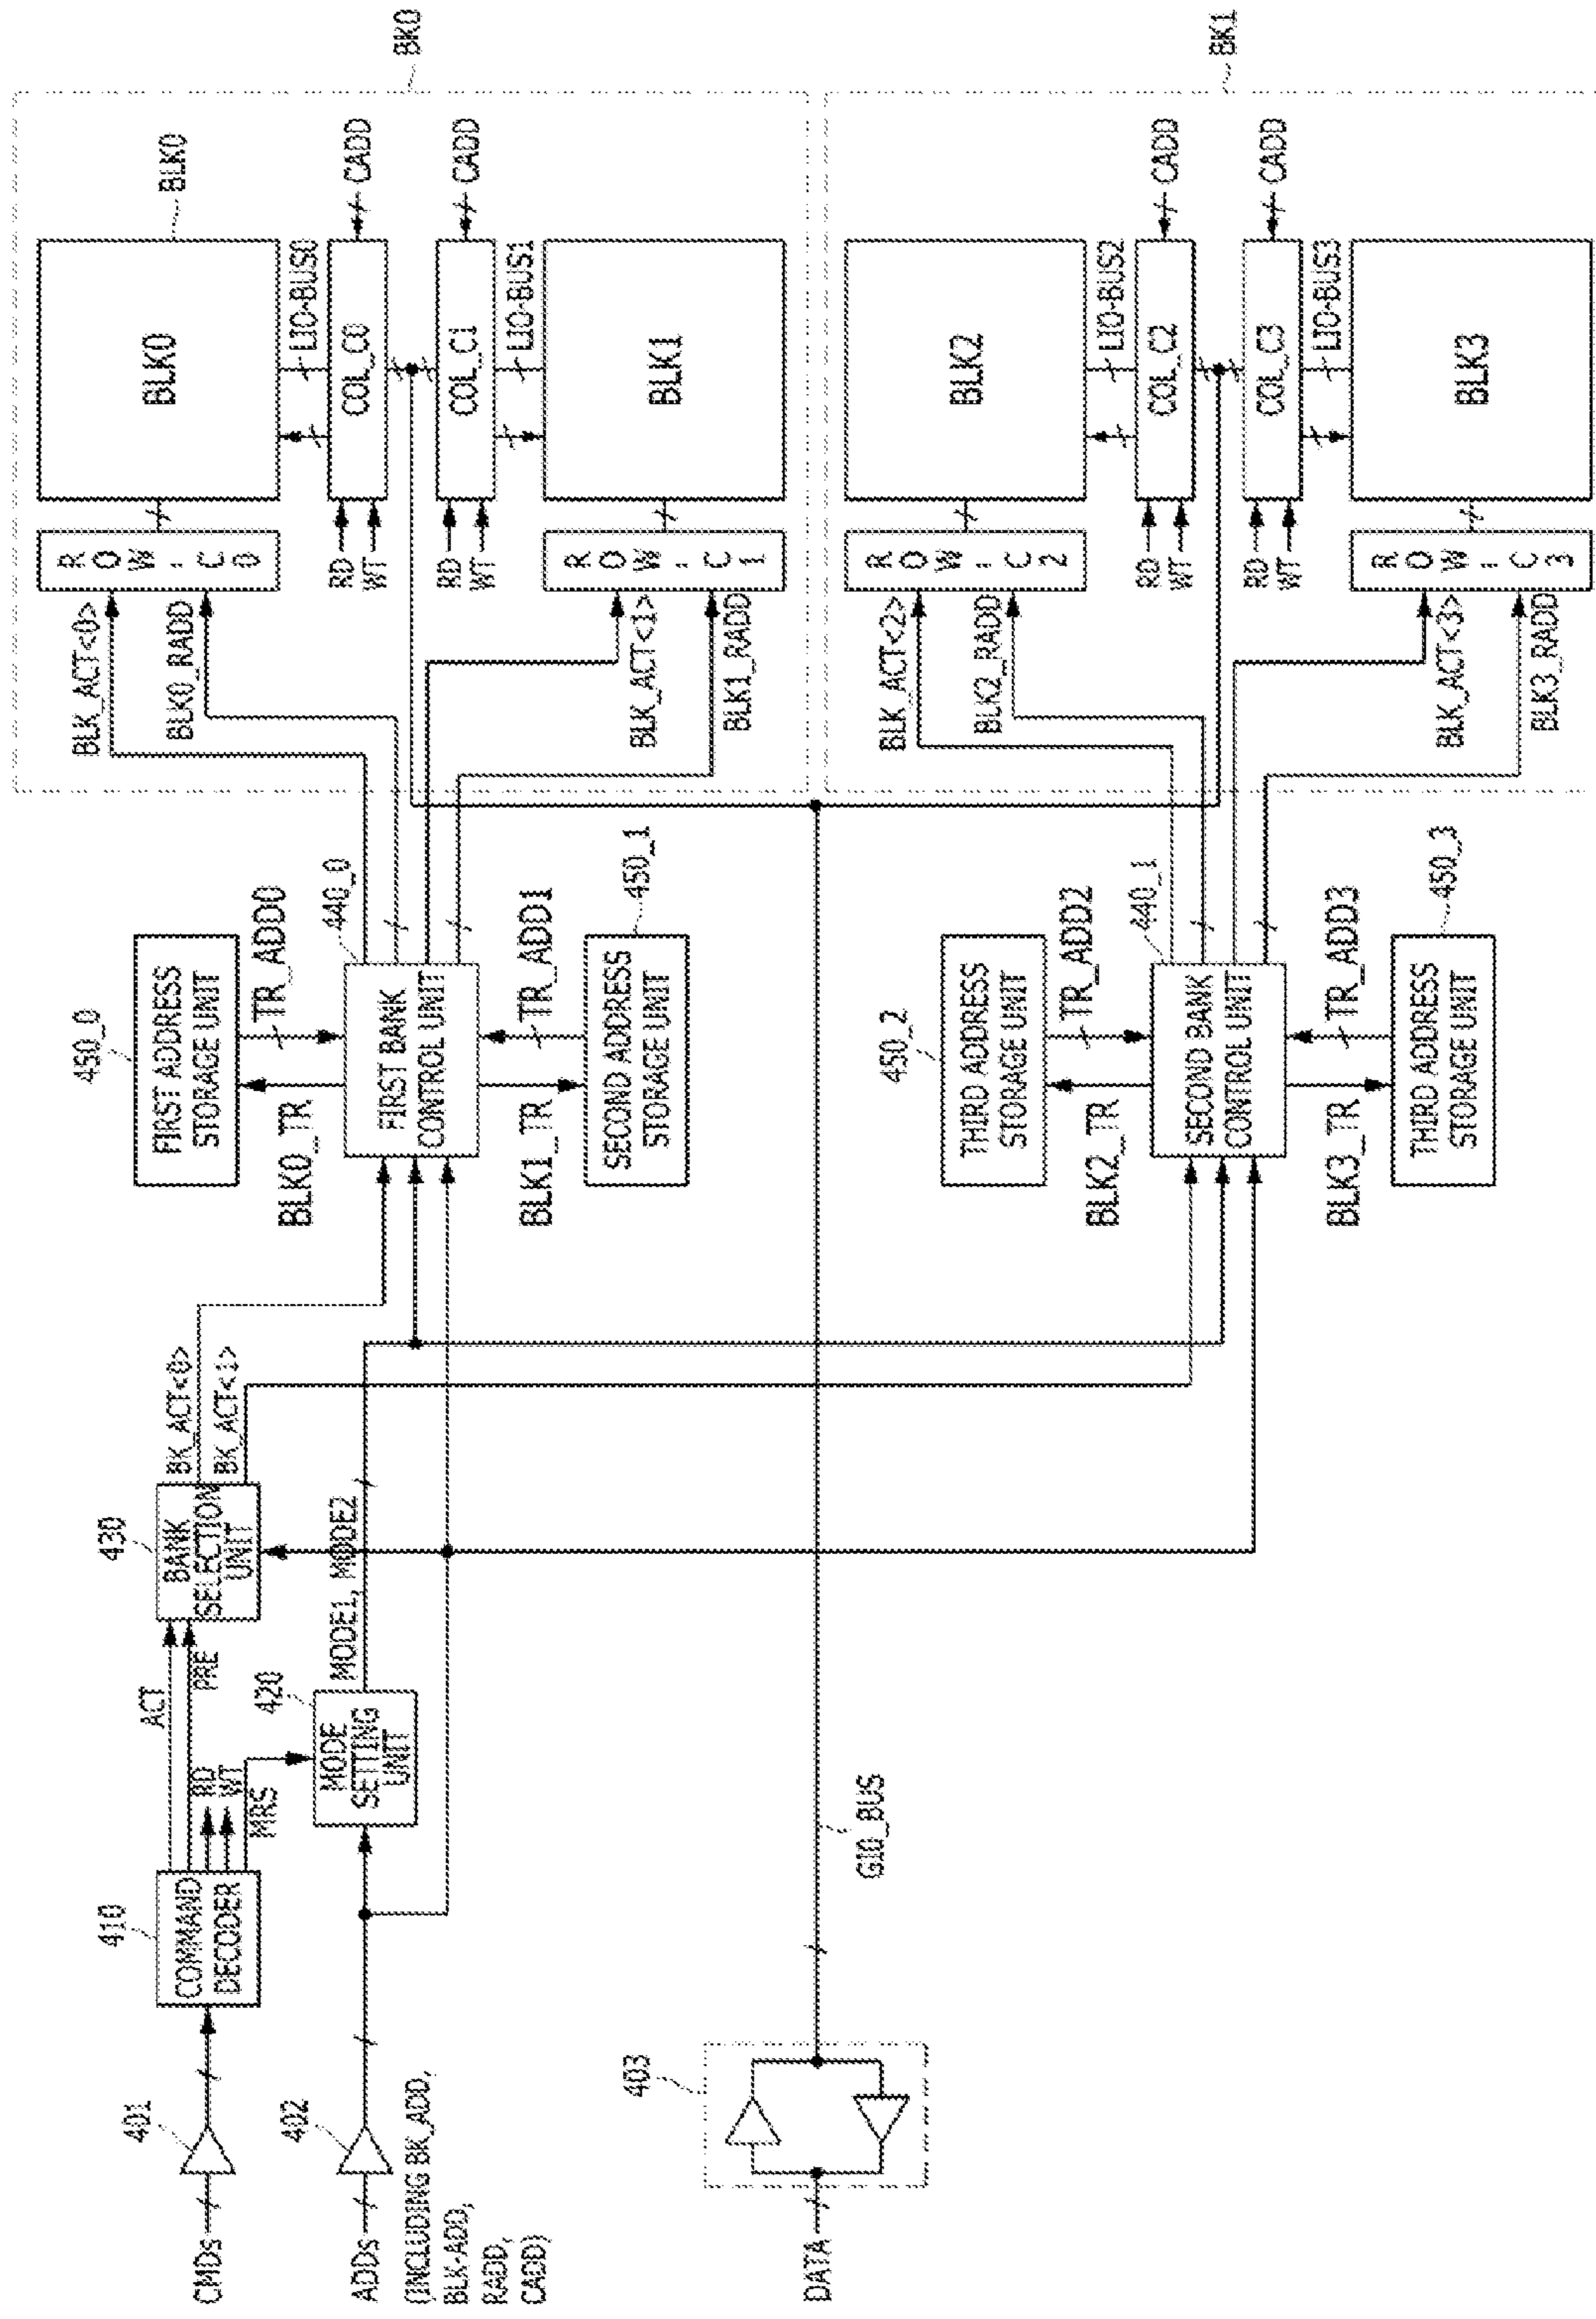 CMDs
401
410
COMMAND
DECODER
ACT
PRE
RD
WT
MRS
430
BANK
SELECTION
UNIT
BK_ACT<0>
BK_ACT<1>
ADDs
(INCLUDING BK_ADD,
BLK-ADD,
RADD,
CADD)
402
420
MODE
SETTING
UNIT
MODE1, MODE2
DATA
403
GIO_BUS
450_0
FIRST ADDRESS
STORAGE UNIT
BLK0_TR
TR_ADD0
440_0
FIRST BANK
CONTROL UNIT
BLK1_TR
TR_ADD1
SECOND ADDRESS
STORAGE UNIT
450_1
450_2
THIRD ADDRESS
STORAGE UNIT
BLK2_TR
TR_ADD2
440_1
SECOND BANK
CONTROL UNIT
BLK3_TR
TR_ADD3
THIRD ADDRESS
STORAGE UNIT
450_3
BK0
BLK_ACT<0>
BLK0_RADD
ROW_C0
BLK0
BLK0
LIO-BUS0
RD
WT
COL_C0
CADD
RD
WT
COL_C1
CADD
LIO-BUS1
BLK_ACT<1>
BLK1_RADD
ROW_C1
BLK1
BK1
BLK_ACT<2>
BLK2_RADD
ROW_C2
BLK2
LIO-BUS2
RD
WT
COL_C2
CADD
RD
WT
COL_C3
CADD
LIO-BUS3
BLK_ACT<3>
BLK3_RADD
ROW_C3
BLK3